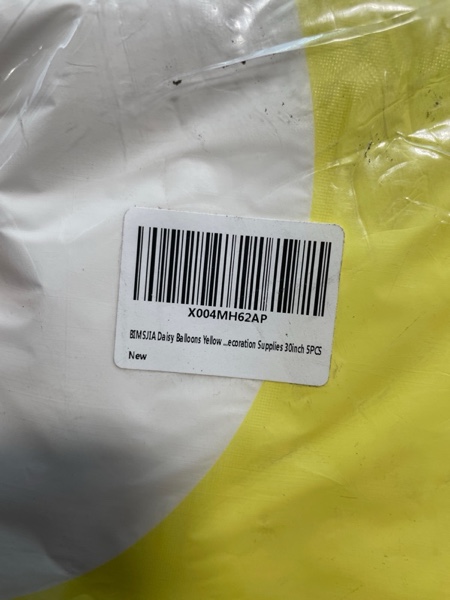 X004MH62AP
BIMSJIA Daisy Balloons Yellow ...ecoration Supplies 30inch 5PCS
New